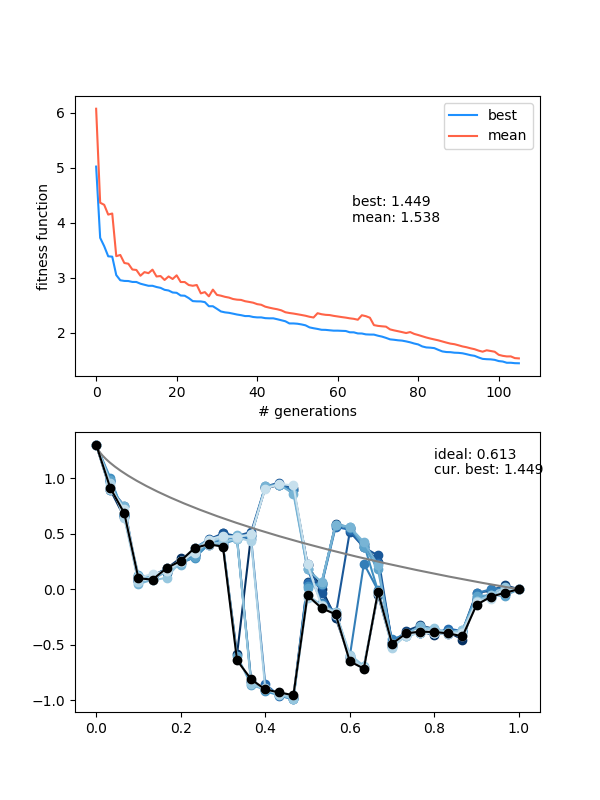 6
5
4
3
2
fitness function
best
mean
best: 1.449
mean: 1.538
0 20 40 60 80 100
# generations
ideal: 0.613
cur. best: 1.449
1.0
0.5
0.0
−0.5
−1.0
0.0 0.2 0.4 0.6 0.8 1.0